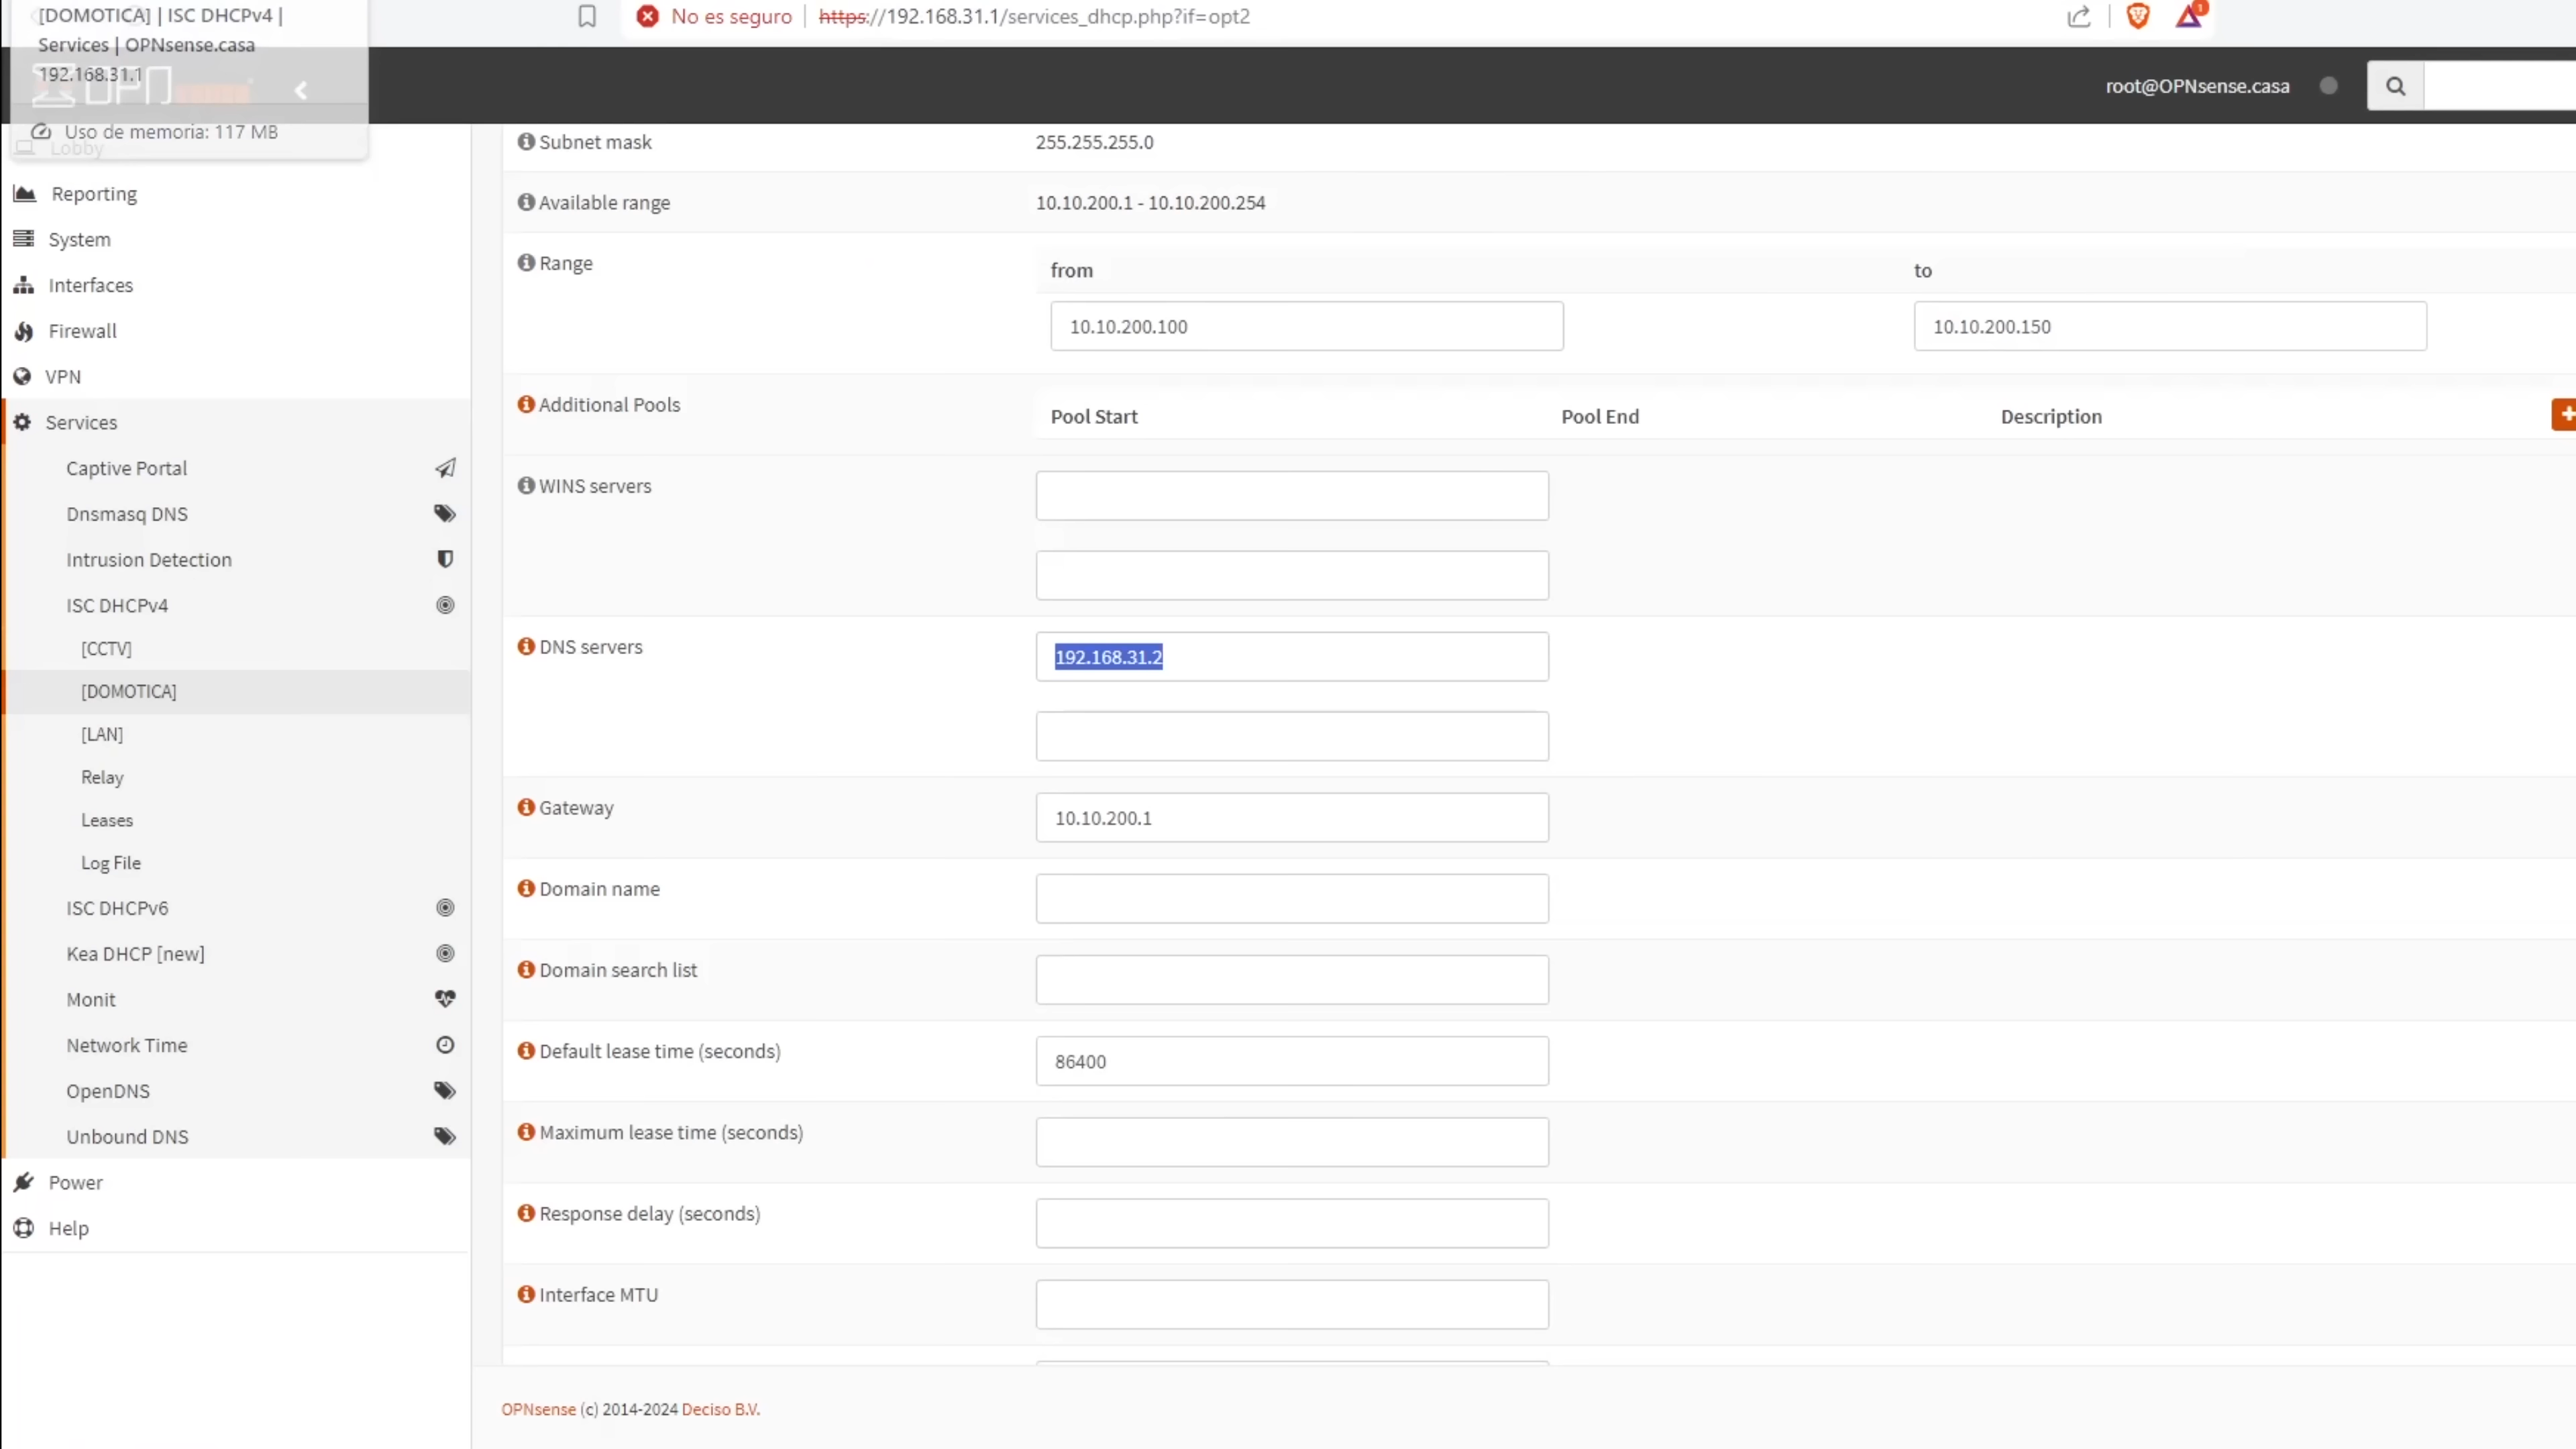 [DOMOTICA] | ISC DHCPv4 |
Services | OPNsense.casa
192.168.31.1
Uso de memoria: 117 MB
No es seguro
https://192.168.31.1/services_dhcp.php?if=opt2
1
root@OPNsense.casa
Lobby
Reporting
System
Interfaces
Firewall
VPN
Services
Captive Portal
Dnsmasq DNS
Intrusion Detection
ISC DHCPv4
[CCTV]
[DOMOTICA]
[LAN]
Relay
Leases
Log File
ISC DHCPv6
Kea DHCP [new]
Monit
Network Time
OpenDNS
Unbound DNS
Power
Help
Subnet mask
255.255.255.0
Available range
10.10.200.1 - 10.10.200.254
Range
from
to
10.10.200.100
10.10.200.150
Additional Pools
Pool Start
Pool End
Description
WINS servers
DNS servers
192.168.31.2
Gateway
10.10.200.1
Domain name
Domain search list
Default lease time (seconds)
86400
Maximum lease time (seconds)
Response delay (seconds)
Interface MTU
OPNsense (c) 2014-2024 Deciso B.V.